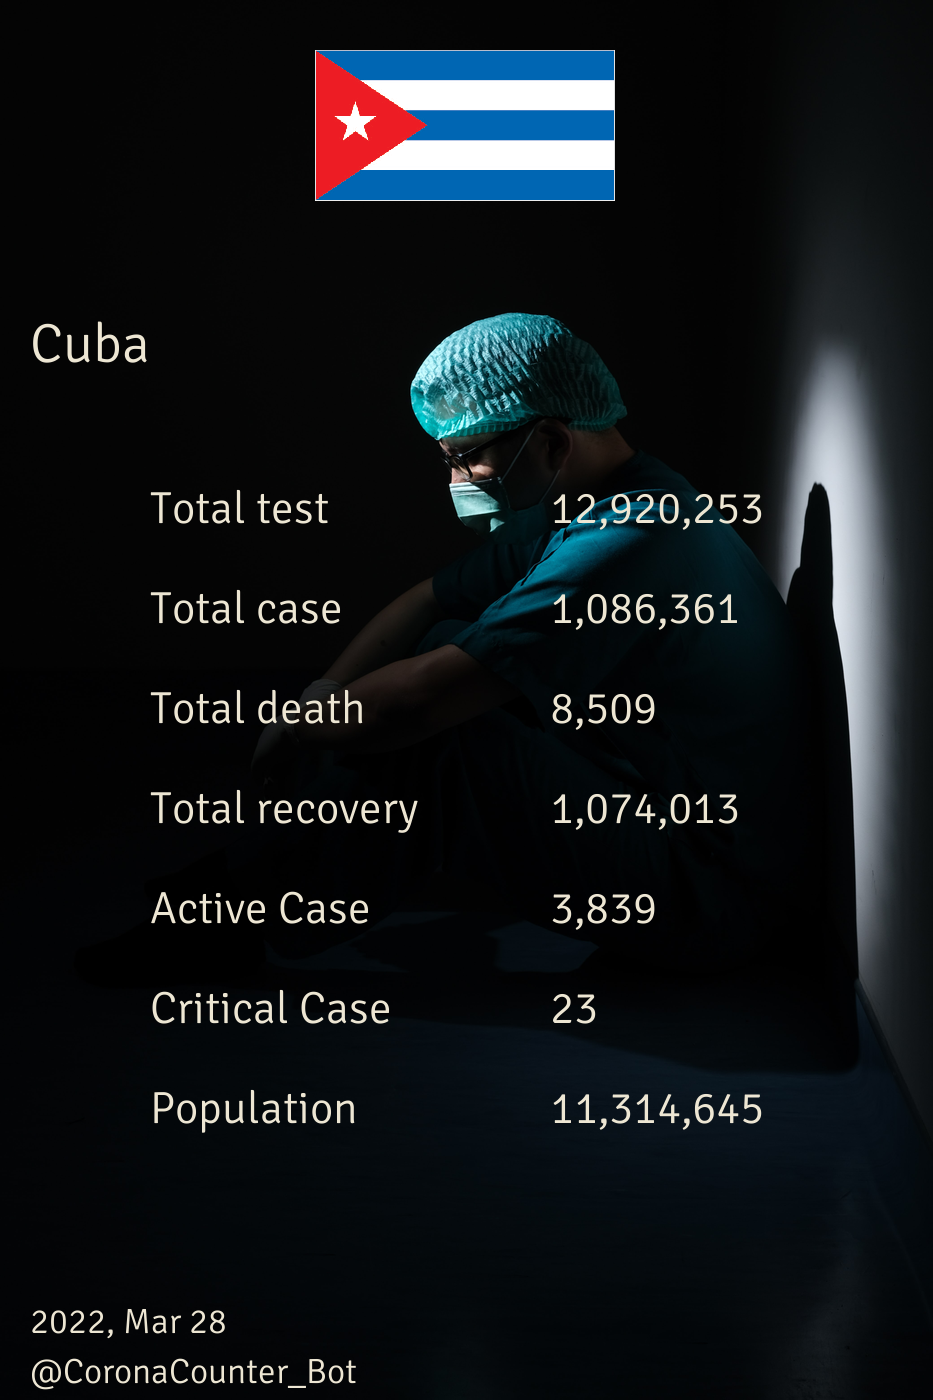 Cuba
Total test 12,920,253
Total case 1,086,361
Total death 8,509
Total recovery 1,074,013
Active Case 3,839
Critical Case 23
Population 11,314,645
2022, Mar 28
@CoronaCounter_Bot